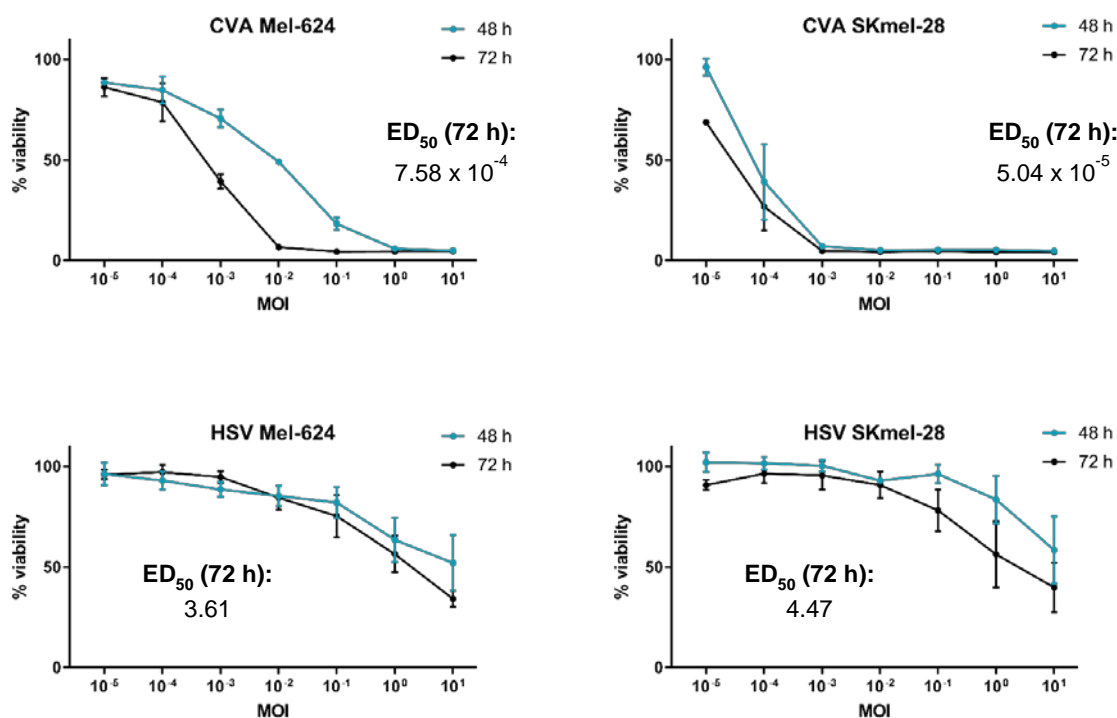 CVA Mel-624
48 h
72 h
100
50
0
% viability
ED₅₀ (72 h):
7.58 x 10⁻⁴
10⁻⁵ 10⁻⁴ 10⁻³ 10⁻² 10⁻¹ 10⁰ 10¹
MOI
CVA SKmel-28
48 h
72 h
100
50
0
% viability
ED₅₀ (72 h):
5.04 x 10⁻⁵
10⁻⁵ 10⁻⁴ 10⁻³ 10⁻² 10⁻¹ 10⁰ 10¹
MOI
HSV Mel-624
48 h
72 h
100
50
0
% viability
ED₅₀ (72 h):
3.61
10⁻⁵ 10⁻⁴ 10⁻³ 10⁻² 10⁻¹ 10⁰ 10¹
MOI
HSV SKmel-28
48 h
72 h
100
50
0
% viability
ED₅₀ (72 h):
4.47
10⁻⁵ 10⁻⁴ 10⁻³ 10⁻² 10⁻¹ 10⁰ 10¹
MOI